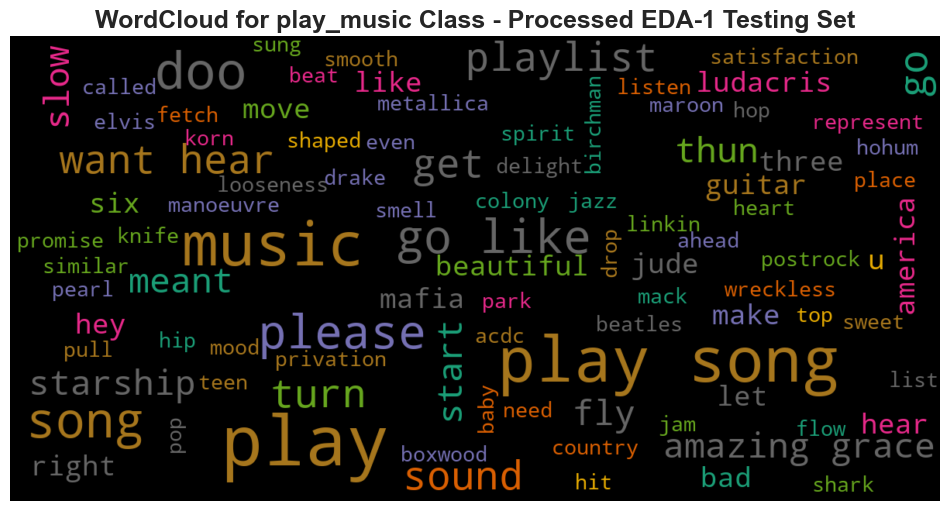 WordCloud for play_music Class - Processed EDA-1 Testing Set
sung
smooth
playlist
satisfaction
go
slow
called
doo
beat
like
metallica
birchman
listen
ludacris
maroon
hop
represent
fetch
move
elvis
korn
shaped
even
spirit
thun
three
hohum
want hear
looseness
drake
get
delight
guitar
place
six
manoeuvre
smell
colony
jazz
heart
america
promise
knife
music
go like
drop
linkin
ahead
similar
beautiful
jude
postrock
u
pearl
meant
mafia
park
mack
wreckless
hey
please
start
acdc
beatles
make
top
sweet
pull
hip
mood
privation
play song
list
starship
teen
turn
baby
need
fly
let
song
pop
play
country
jam
flow
hear
right
boxwood
sound
hit
amazing grace
bad
shark